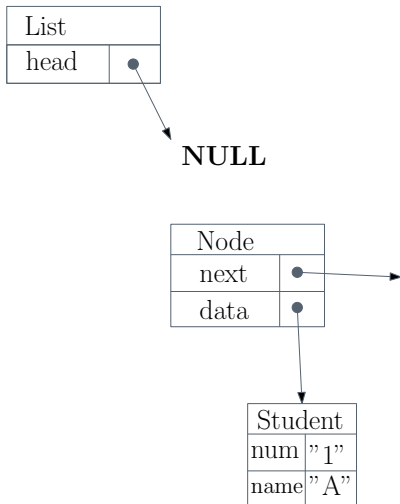 List
head
NULL
Node
next
data
Student
num "1"
name "A"